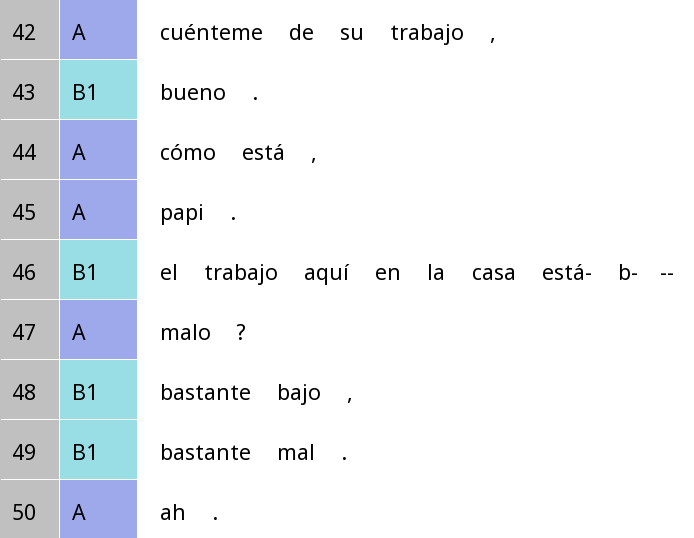 42 A cuénteme de su trabajo ,
43 B1 bueno .
44 A cómo está ,
45 A papi .
46 B1 el trabajo aquí en la casa está- b- --
47 A malo ?
48 B1 bastante bajo ,
49 B1 bastante mal .
50 A ah .